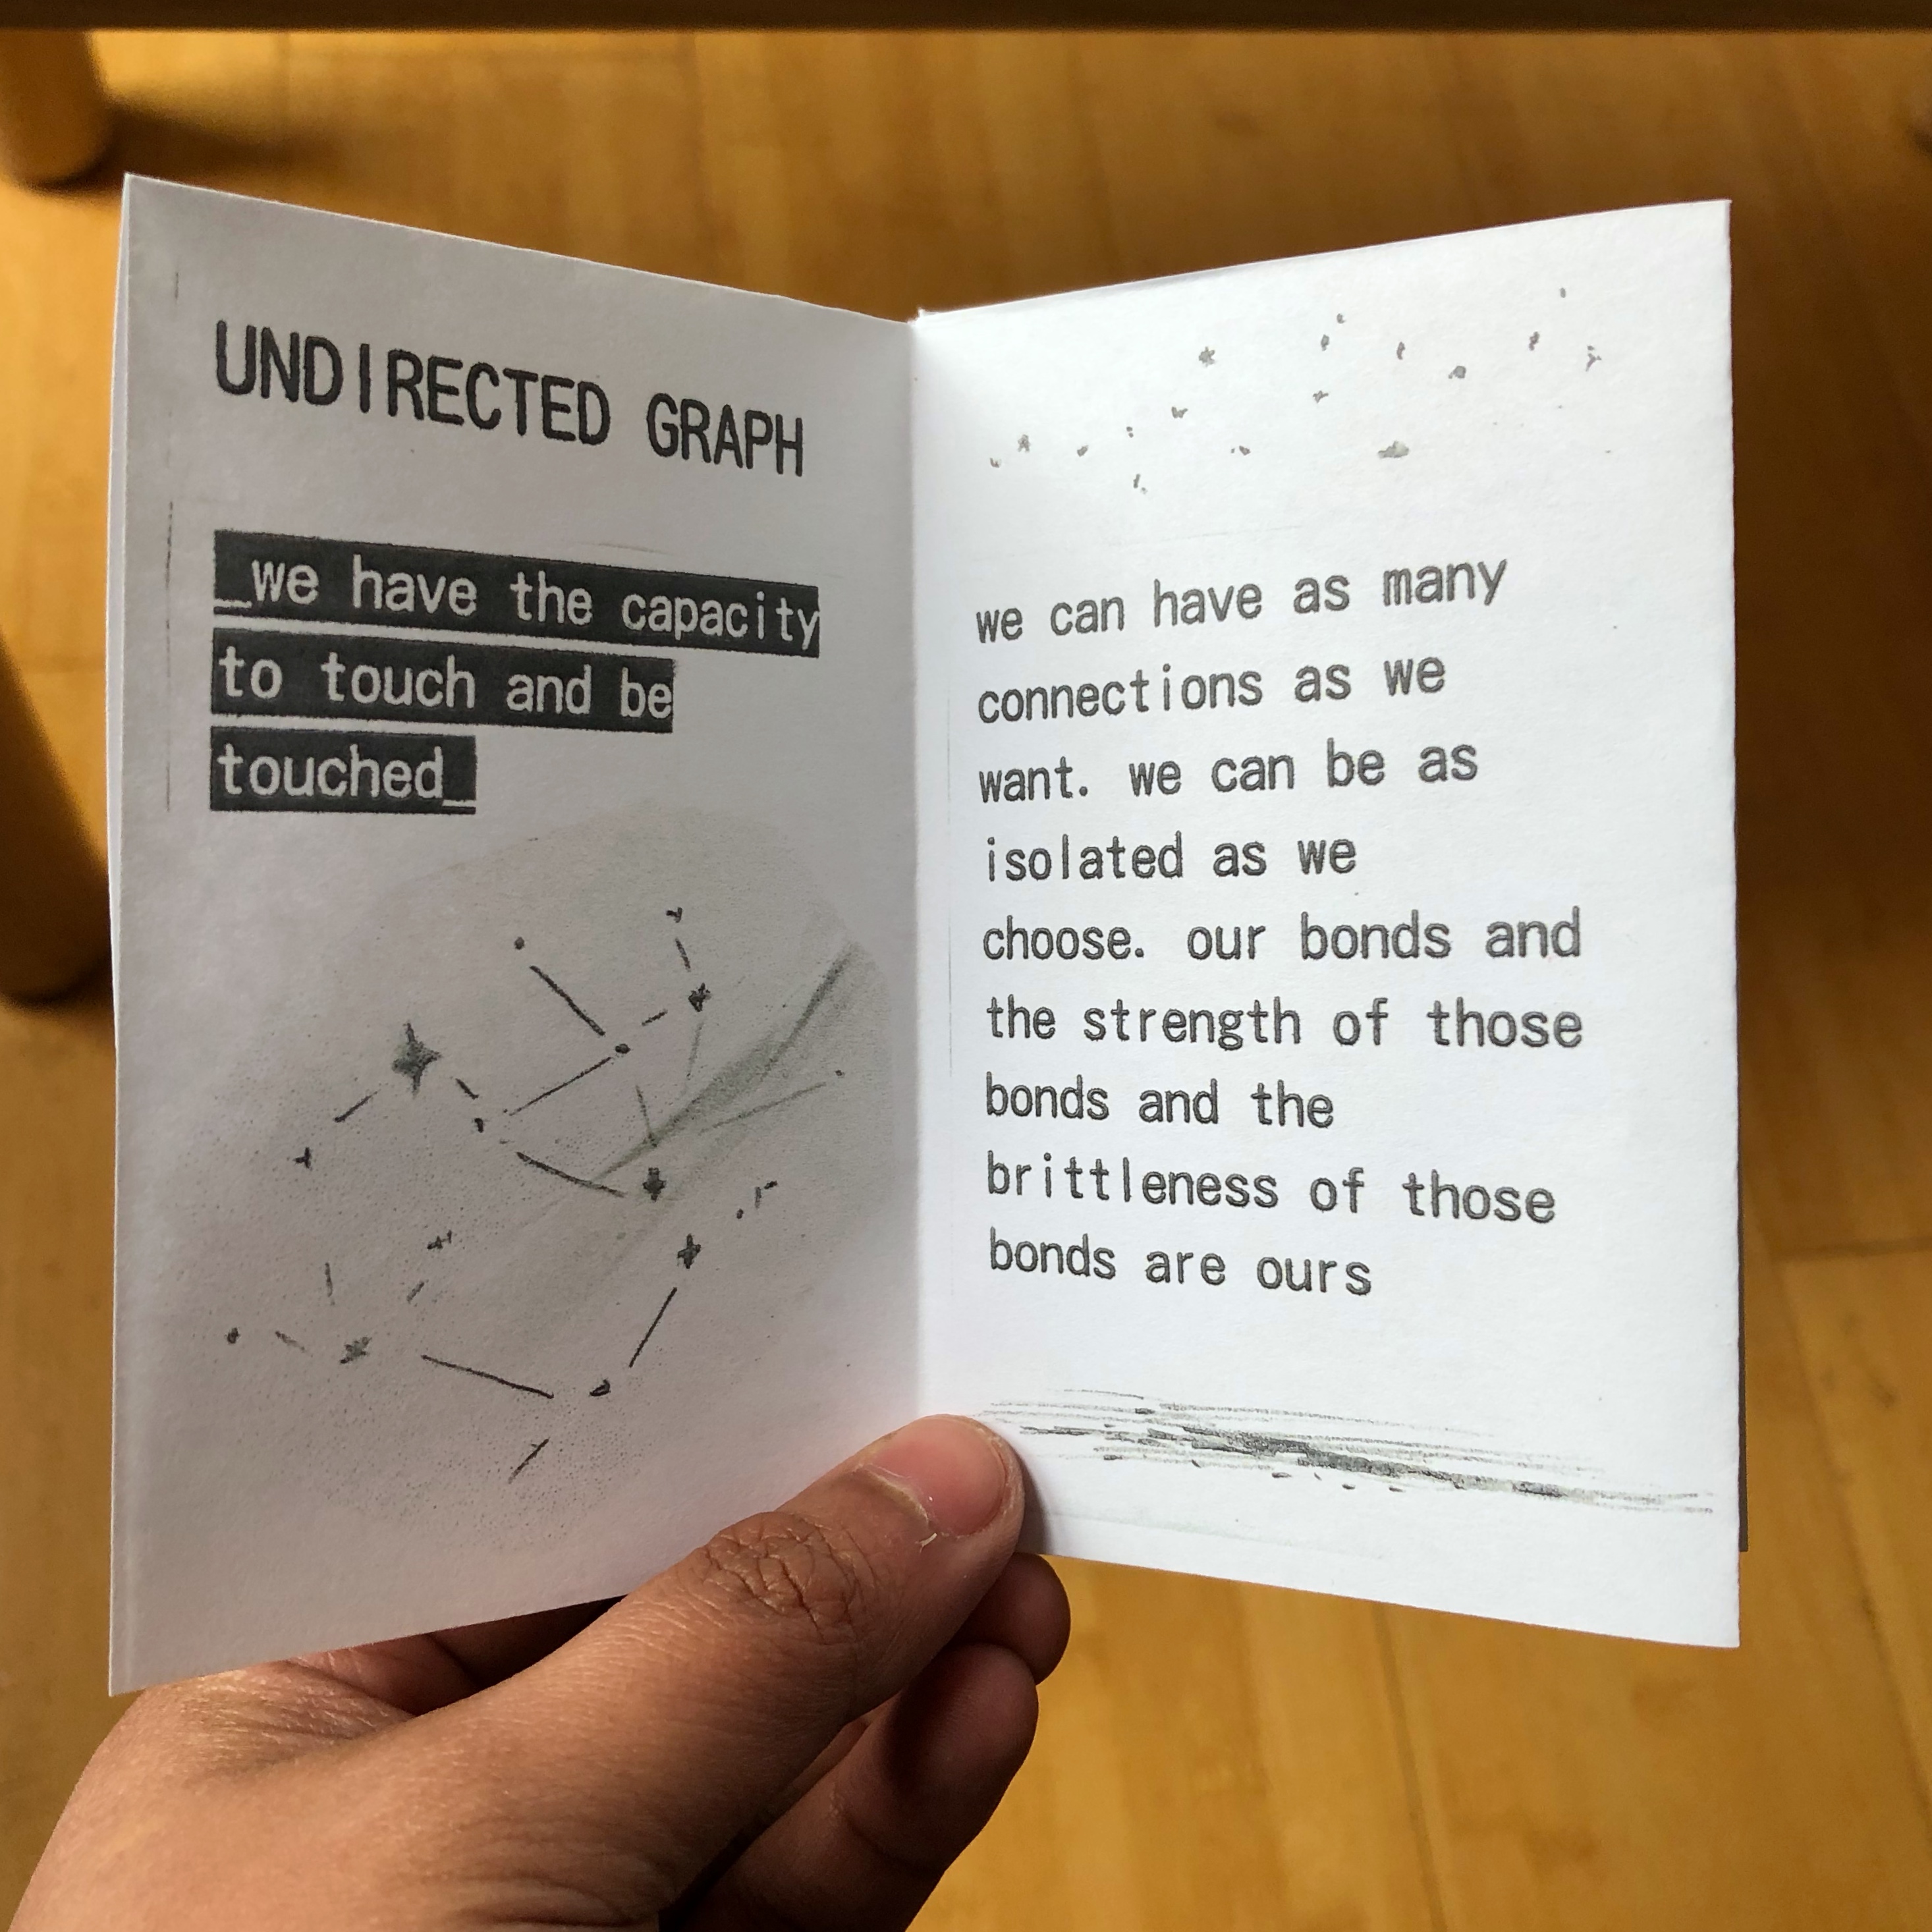 UNDIRECTED GRAPH
_we have the capacity
to touch and be
touched_
we can have as many
connections as we
want. we can be as
isolated as we
choose. our bonds and
the strength of those
bonds and the
brittleness of those
bonds are ours